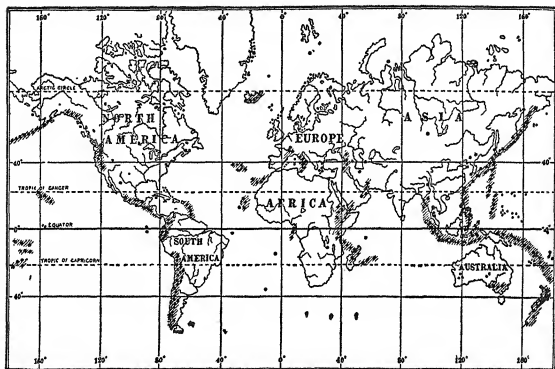 160° 120° 80° 40° 0° 40° 80° 120° 160°
ARCTIC CIRCLE
NORTH
AMERICA
EUROPE
ASIA
40° 40°
TROPIC OF CANCER
AFRICA
EQUATOR 0°
SOUTH
AMERICA
TROPIC OF CAPRICORN
AUSTRALIA
40° 40°
160° 120° 80° 40° 0° 40° 80° 120° 160°